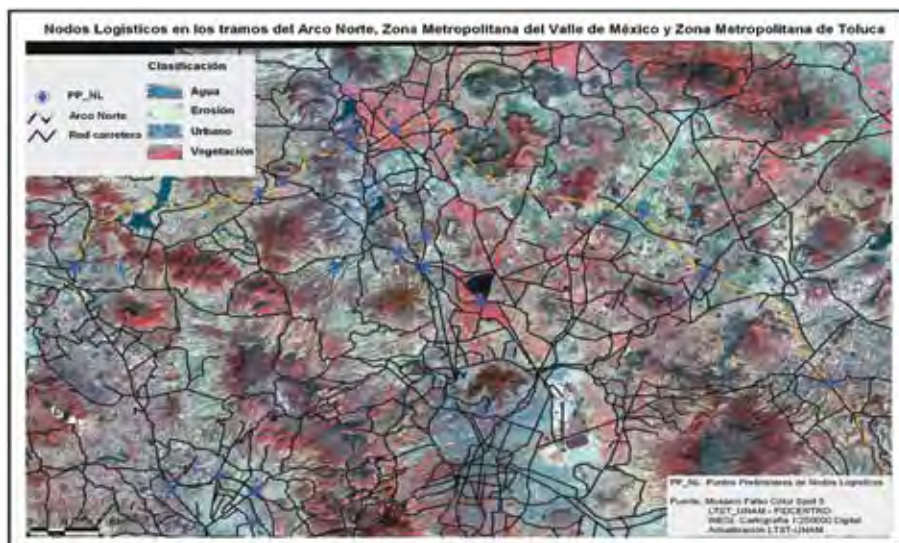 Nodos Logísticos en los tramos del Arco Norte, Zona Metropolitana del Valle de México y Zona Metropolitana de Toluca
Clasificación
PP_NL
Arco Norte
Red carretera
Agua
Erosión
Urbano
Vegetación
PP_NL: Puntos Preliminares de Nodos Logísticos
Fuente: Mosaico Falso Color Spot 5
LTST_UNAM - FIDCENTRO
INEGI. Cartografía 1:250000 Digital
Actualización LTST-UNAM